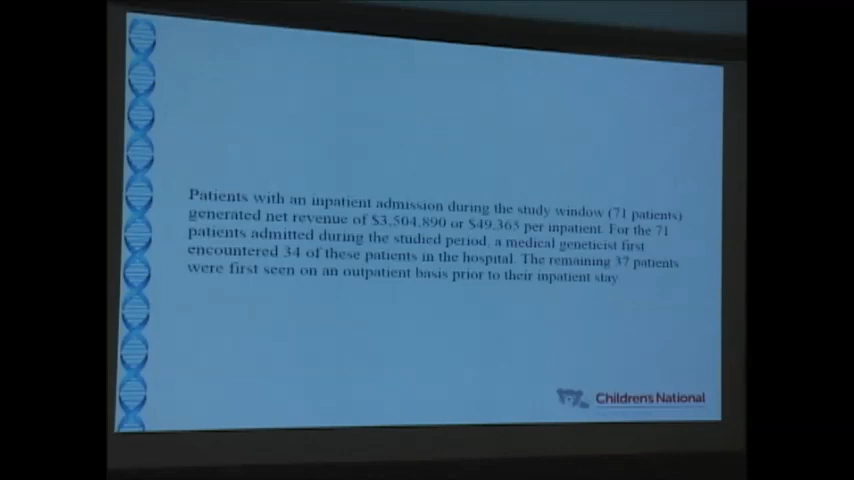 Patients with an inpatient admission during the study window (71 patients)
generated net revenue of $3,504,890 or $49,365 per inpatient. For the 71
patients admitted during the studied period, a medical geneticist first
encountered 34 of these patients in the hospital. The remaining 37 patients
were first seen on an outpatient basis prior to their inpatient stay
Children's National